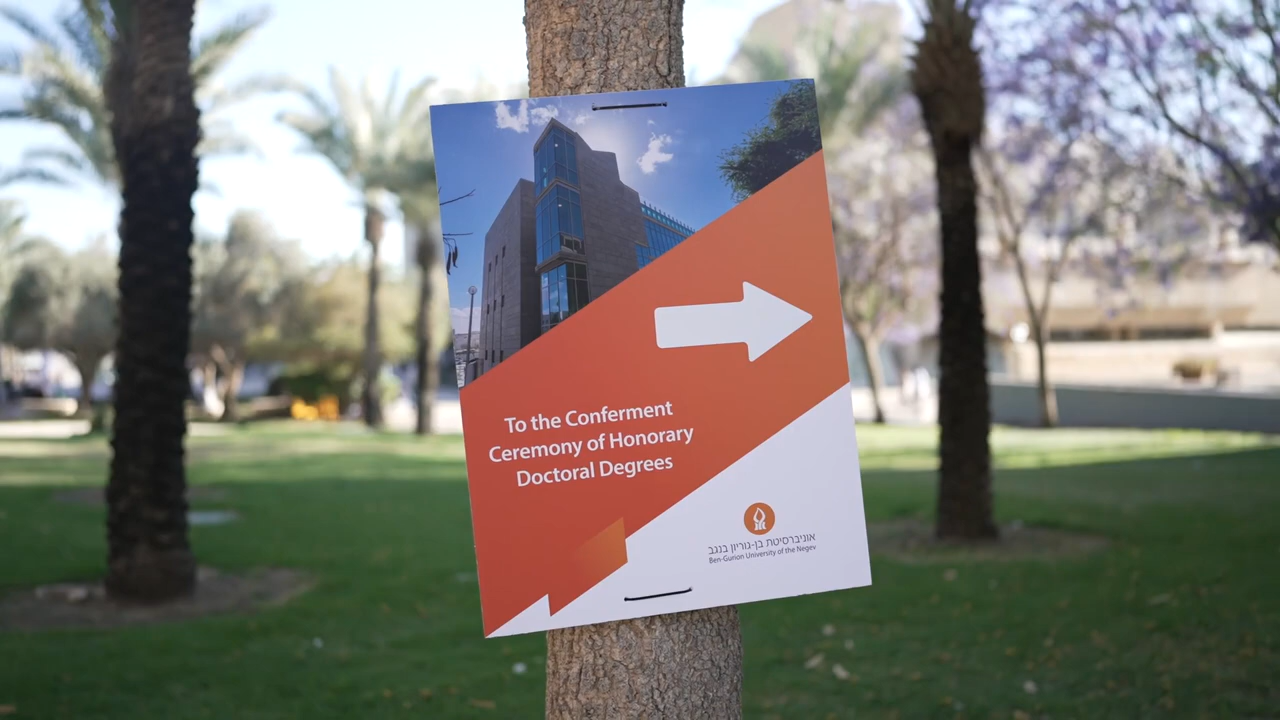 To the Conferment
Ceremony of Honorary
Doctoral Degrees
אוניברסיטת בן-גוריון בנגב
Ben-Gurion University of the Negev